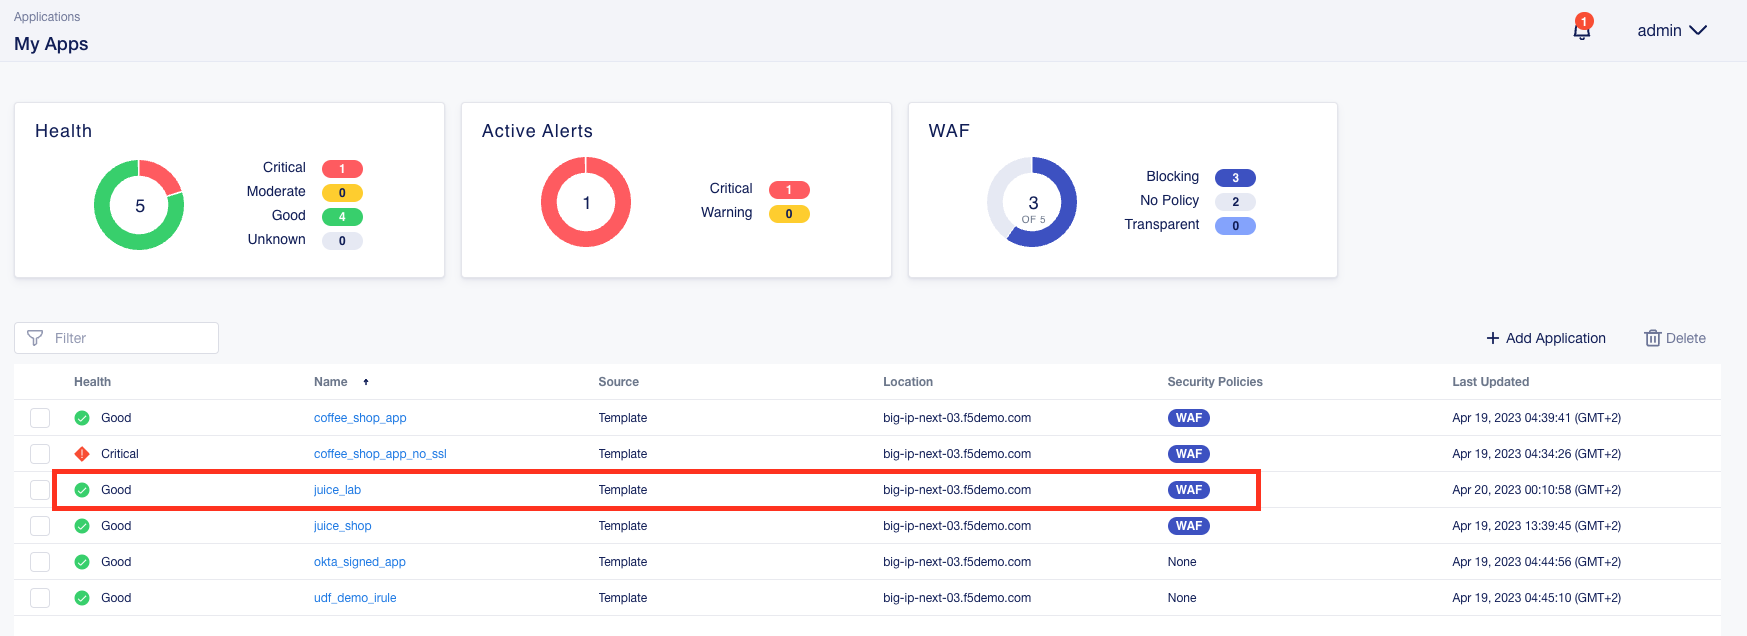 Applications
My Apps
1
admin
Health
Critical 1
Moderate 0
Good 4
Unknown 0
5
Active Alerts
1
Critical 1
Warning 0
WAF
3
OF 5
Blocking 3
No Policy 2
Transparent 0
Filter
Add Application
Delete
Health Name Source Location Security Policies Last Updated
Good coffee_shop_app Template big-ip-next-03.f5demo.com WAF Apr 19, 2023 04:39:41 (GMT+2)
Critical coffee_shop_app_no_ssl Template big-ip-next-03.f5demo.com WAF Apr 19, 2023 04:34:26 (GMT+2)
Good juice_lab Template big-ip-next-03.f5demo.com WAF Apr 20, 2023 00:10:58 (GMT+2)
Good juice_shop Template big-ip-next-03.f5demo.com WAF Apr 19, 2023 13:39:45 (GMT+2)
Good okta_signed_app Template big-ip-next-03.f5demo.com None Apr 19, 2023 04:44:56 (GMT+2)
Good udf_demo_irule Template big-ip-next-03.f5demo.com None Apr 19, 2023 04:45:10 (GMT+2)